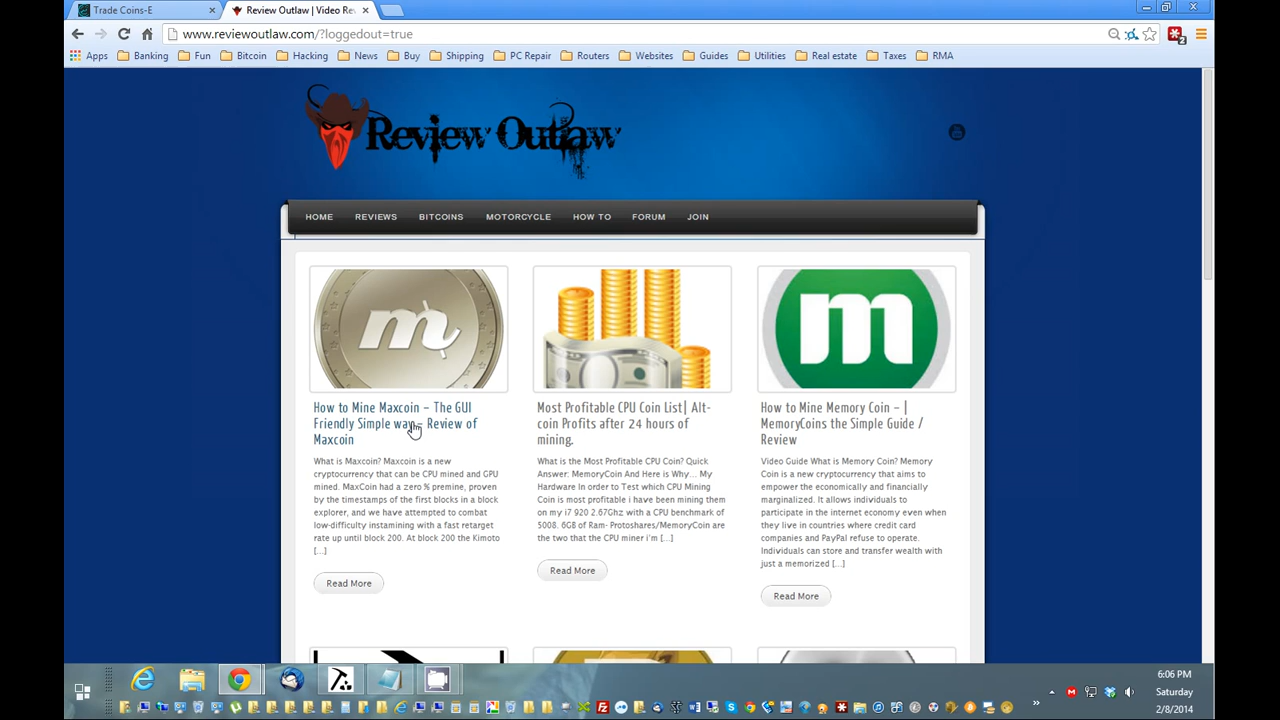 Trade Coins-E
Review Outlaw | Video Re
www.reviewoutlaw.com/?loggedout=true
2
Apps Banking Fun Bitcoin Hacking News Buy Shipping PC Repair Routers Websites Guides Utilities Real estate Taxes RMA
Review Outlaw
HOME REVIEWS BITCOINS MOTORCYCLE HOW TO FORUM JOIN
m
m
How to Mine Maxcoin – The GUI
Friendly Simple way – Review of
Maxcoin
What is Maxcoin? Maxcoin is a new
cryptocurrency that can be CPU mined and GPU
mined. MaxCoin had a zero % premine, proven
by the timestamps of the first blocks in a block
explorer, and we have attempted to combat
low-difficulty instamining with a fast retarget
rate up until block 200. At block 200 the Kimoto
[...]
Read More
Most Profitable CPU Coin List| Alt-
coin Profits after 24 hours of
mining.
What is the Most Profitable CPU Coin? Quick
Answer: MemoryCoin And Here is Why... My
Hardware In order to Test which CPU Mining
Coin is most profitable i have been mining them
on my i7 920 2.67Ghz with a CPU benchmark of
5008. 6GB of Ram- Protoshares/MemoryCoin are
the two that the CPU miner i'm [...]
Read More
How to Mine Memory Coin – |
MemoryCoins the Simple Guide /
Review
Video Guide What is Memory Coin? Memory
Coin is a new cryptocurrency that aims to
empower the economically and financially
marginalized. It allows individuals to
participate in the internet economy even when
they live in countries where credit card
companies and PayPal refuse to operate.
Individuals can store and transfer wealth with
just a memorized [...]
Read More
6:06 PM
Saturday
2/8/2014